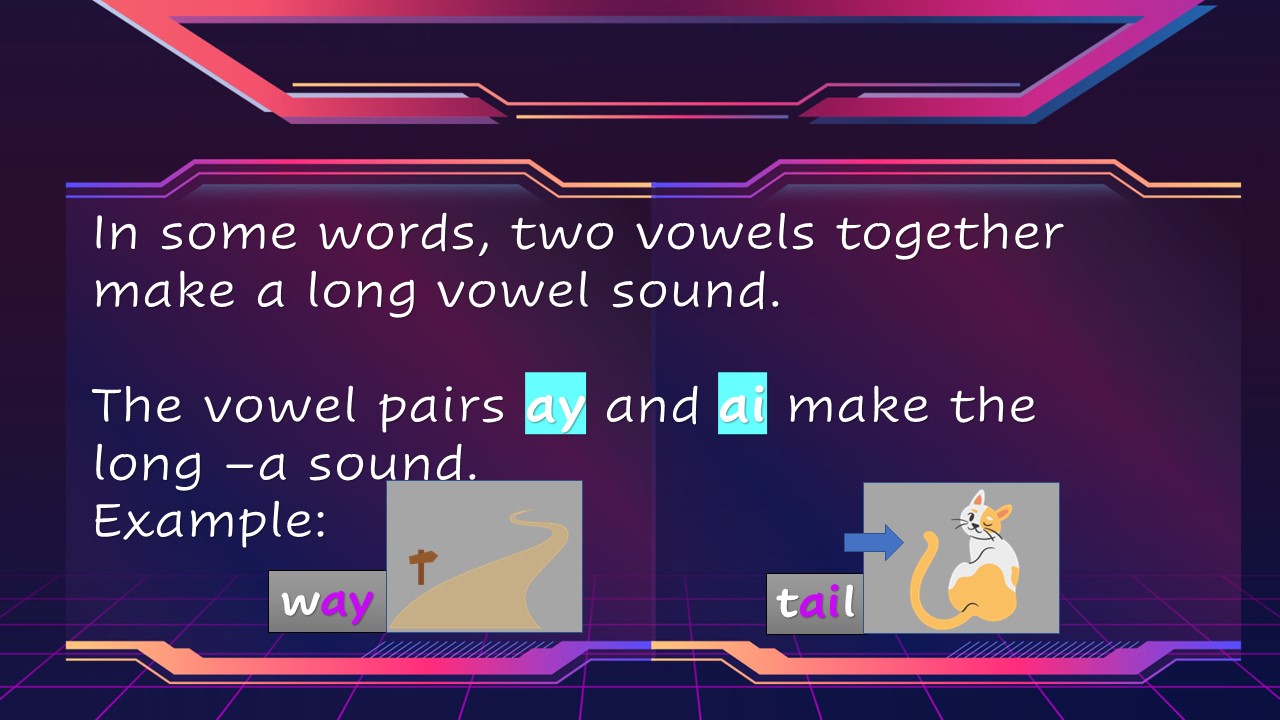 In some words, two vowels together
make a long vowel sound.
The vowel pairs ay and ai make the
long –a sound.
Example:
way
tail